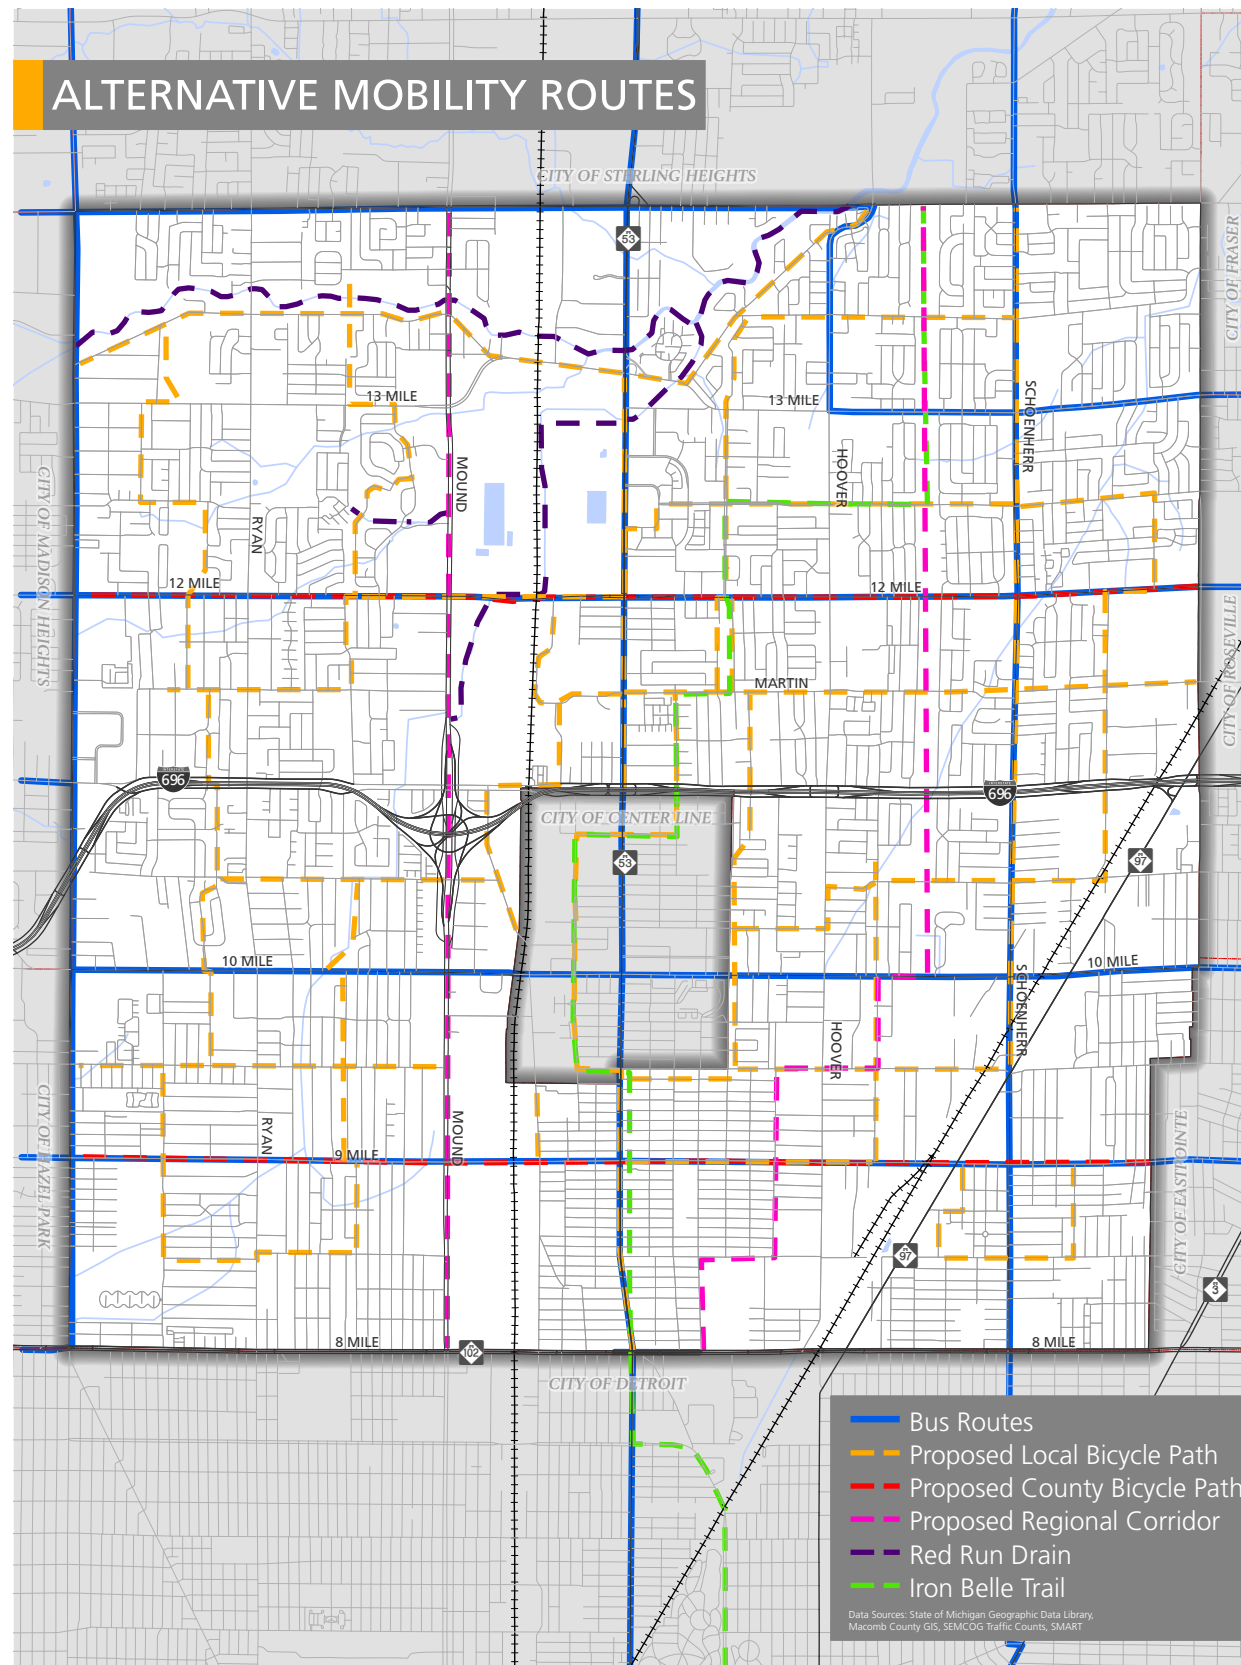 ALTERNATIVE MOBILITY ROUTES
CITY OF STERLING HEIGHTS
M
53
CITY OF FRASER
13 MILE
13 MILE
SCHOENHERR
MOUND
HOOVER
CITY OF MADISON HEIGHTS
RYAN
12 MILE
12 MILE
CITY OF ROSEVILLE
MARTIN
INTERSTATE
696
INTERSTATE
696
CITY OF CENTER LINE
M
53
M
97
10 MILE
10 MILE
SCHOENHERR
HOOVER
CITY OF HAZEL PARK
RYAN
MOUND
CITY OF EASTPOINTE
9 MILE
M
97
M
3
8 MILE
M
102
8 MILE
CITY OF DETROIT
Bus Routes
Proposed Local Bicycle Path
Proposed County Bicycle Path
Proposed Regional Corridor
Red Run Drain
Iron Belle Trail
Data Sources: State of Michigan Geographic Data Library,
Macomb County GIS, SEMCOG Traffic Counts, SMART